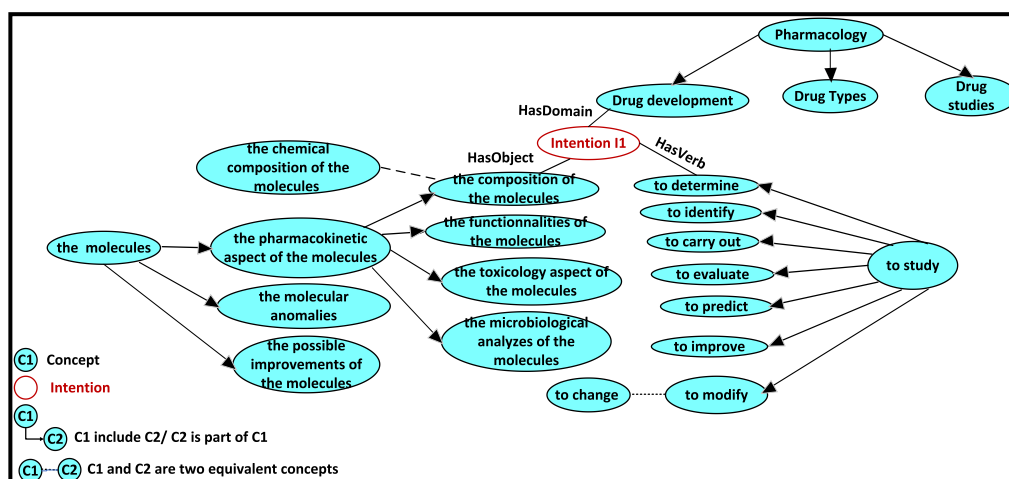 Pharmacology
Drug development
Drug Types
Drug
studies
HasDomain
Intention I1
HasObject
HasVerb
the chemical
composition of the
molecules
the composition of
the molecules
to determine
to identify
the functionnalities of
the molecules
to carry out
the molecules
the pharmacokinetic
aspect of the molecules
to study
the toxicology aspect of
the molecules
to evaluate
the molecular
anomalies
to predict
the microbiological
analyzes of the
molecules
to improve
the possible
improvements of
the molecules
to change
to modify
C1 Concept
Intention
C1
C2 C1 include C2/ C2 is part of C1
C1 C2 C1 and C2 are two equivalent concepts